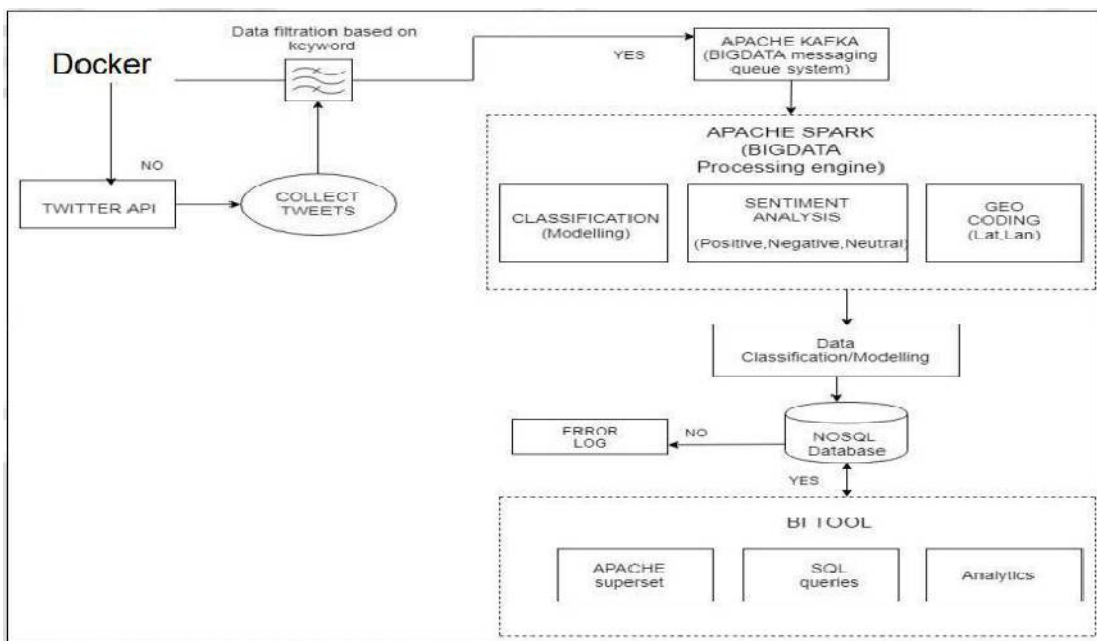 Data filtration based on
keyword
Docker
YES
APACHE KAFKA
(BIGDATA messaging
queue system)
NO
TWITTER API
COLLECT
TWEETS
APACHE SPARK
(BIGDATA
Processing engine)
CLASSIFICATION
(Modelling)
SENTIMENT
ANALYSIS
(Positive,Negative,Neutral)
GEO
CODING
(Lat,Lan)
Data
Classification/Modelling
ERROR
LOG
NO
NOSQL
Database
YES
BI TOOL
APACHE
superset
SQL
queries
Analytics